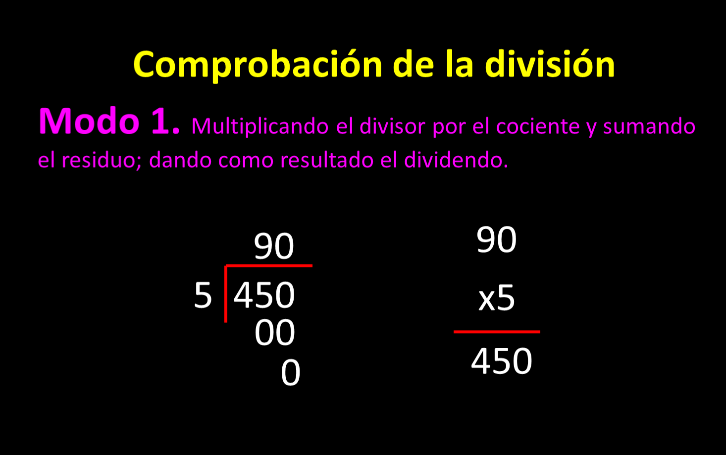 Comprobación de la división
Modo 1. Multiplicando el divisor por el cociente y sumando
el residuo; dando como resultado el dividendo.
90
5 450
00
0
90
x5
450